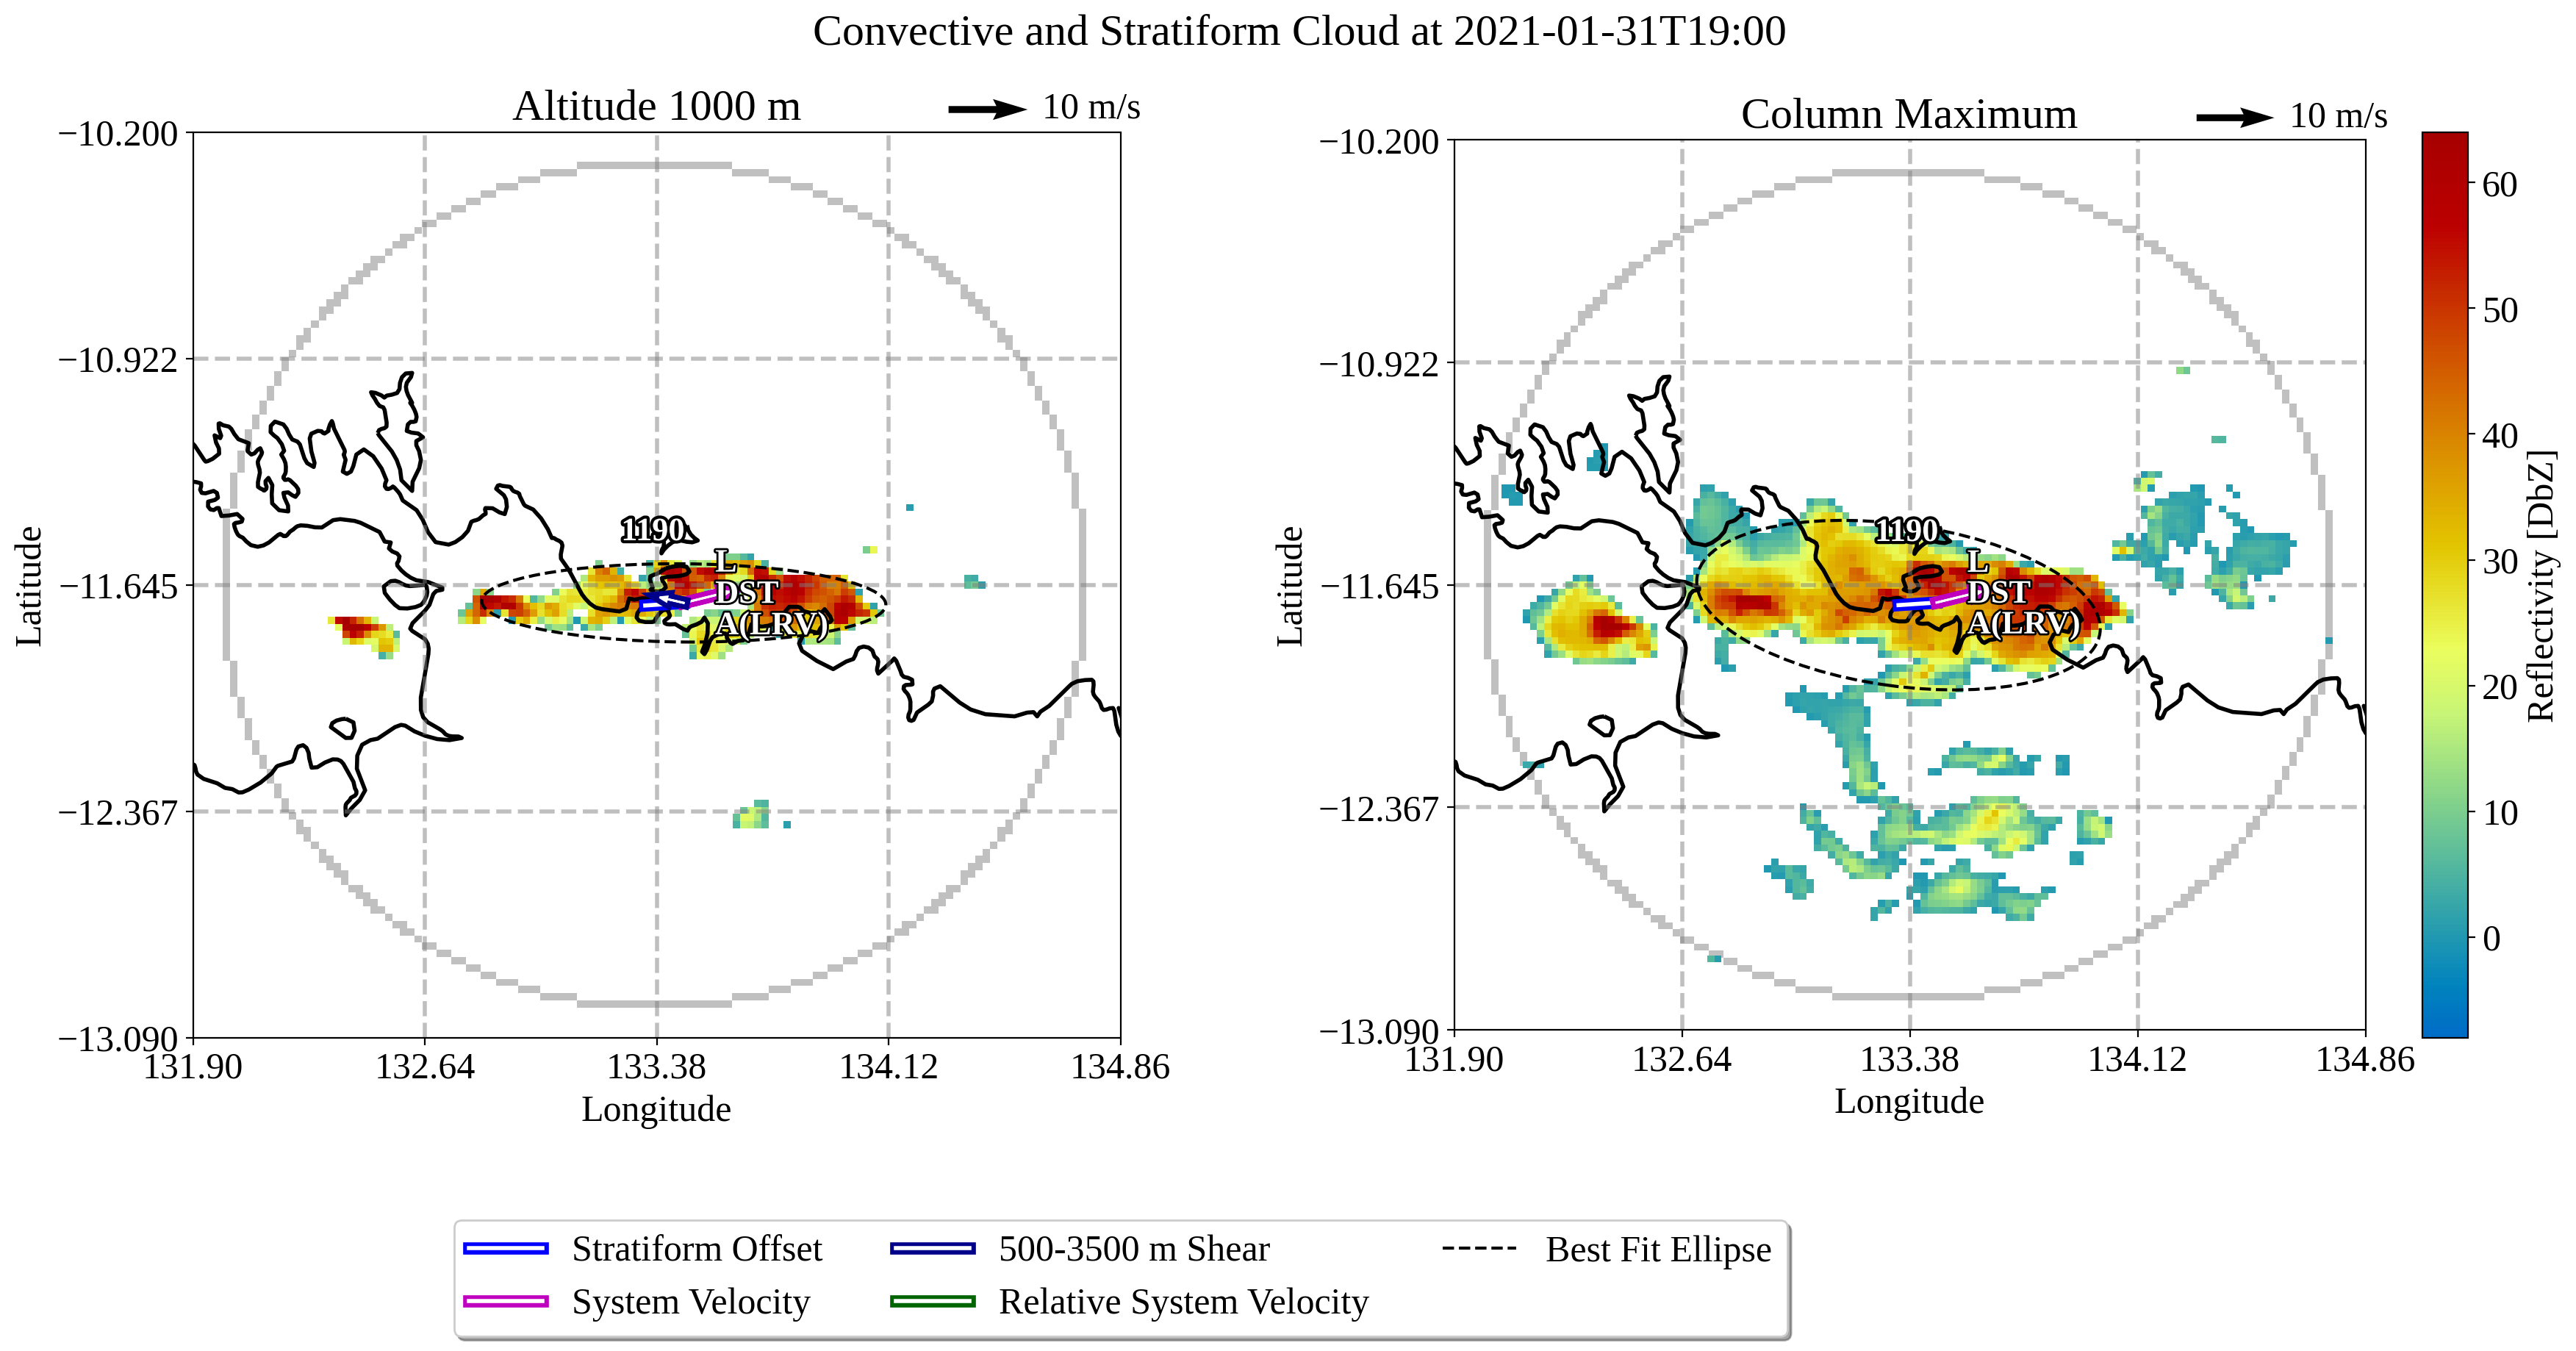 Convective and Stratiform Cloud at 2021-01-31T19:00
Altitude 1000 m
10 m/s
−10.200
−10.922
−11.645
−12.367
−13.090
Latitude
131.90
132.64
133.38
134.12
134.86
Longitude
1190
L
DST
A(LRV)
Column Maximum
10 m/s
−10.200
−10.922
−11.645
−12.367
−13.090
Latitude
131.90
132.64
133.38
134.12
134.86
Longitude
1190
L
DST
A(LRV)
60
50
40
30
20
10
0
Reflectivity [DbZ]
Stratiform Offset
System Velocity
500-3500 m Shear
Relative System Velocity
Best Fit Ellipse